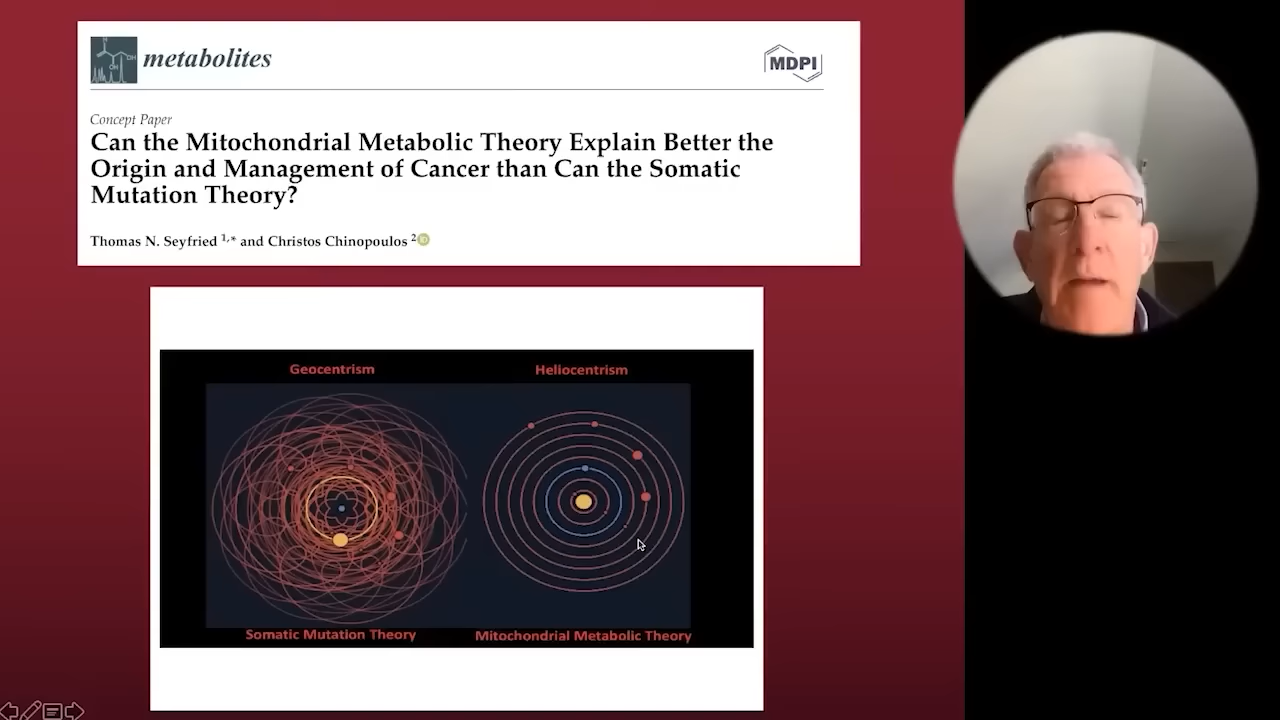 metabolites
MDPI
Concept Paper
Can the Mitochondrial Metabolic Theory Explain Better the
Origin and Management of Cancer than Can the Somatic
Mutation Theory?
Thomas N. Seyfried 1,* and Christos Chinopoulos 2
Geocentrism
Heliocentrism
Somatic Mutation Theory
Mitochondrial Metabolic Theory